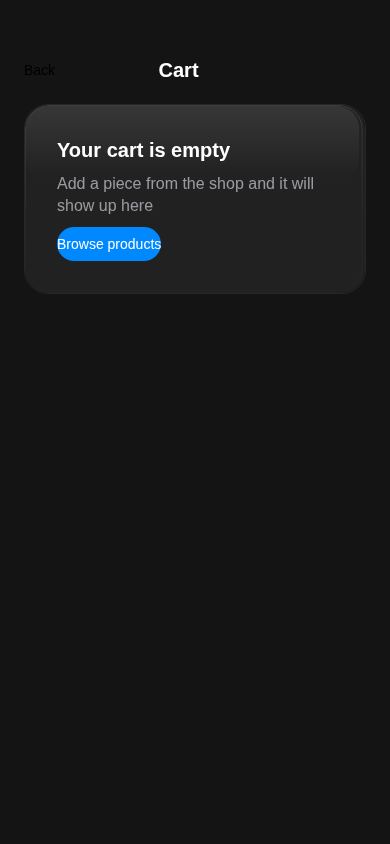 Back
Cart
Your cart is empty
Add a piece from the shop and it will
show up here
Browse products